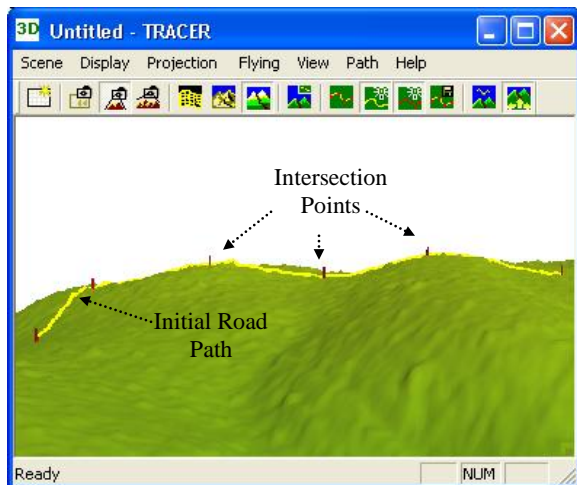 3D Untitled - TRACER
Scene Display Projection Flying View Path Help
Intersection
Points
Initial Road
Path
Ready NUM